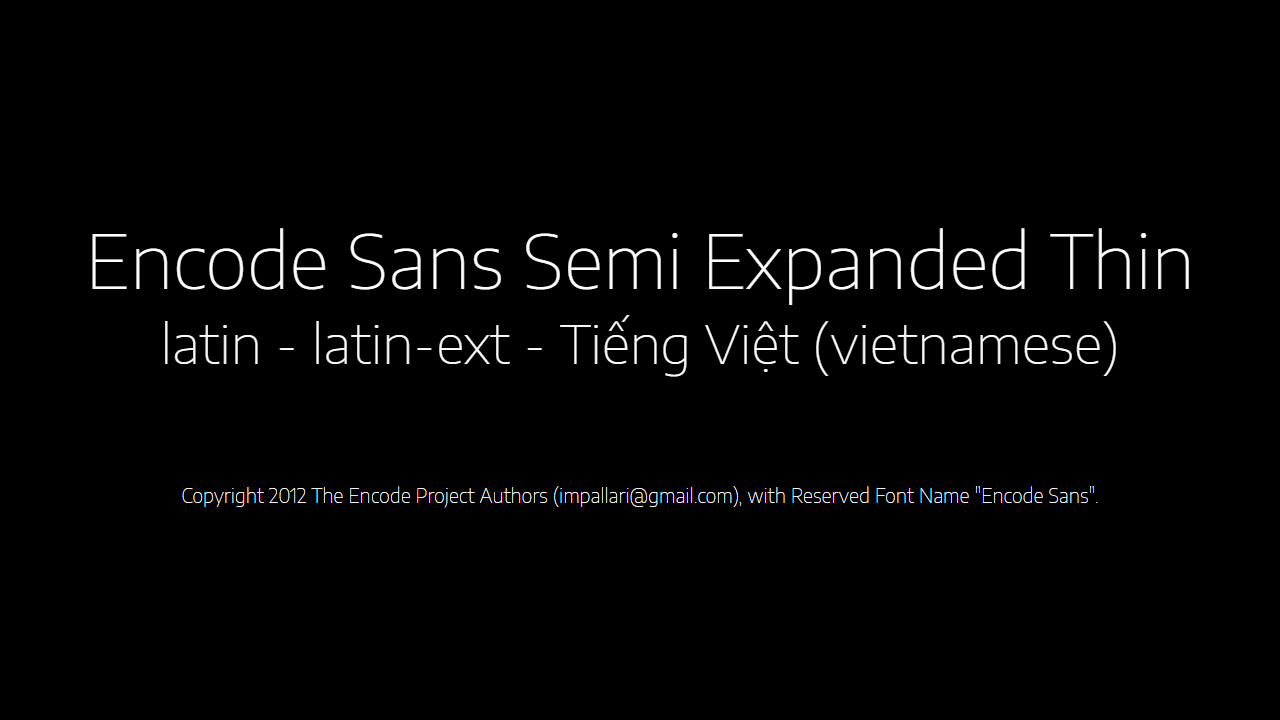 Encode Sans Semi Expanded Thin
latin - latin-ext - Tiếng Việt (vietnamese)
Copyright 2012 The Encode Project Authors (impallari@gmail.com), with Reserved Font Name "Encode Sans".